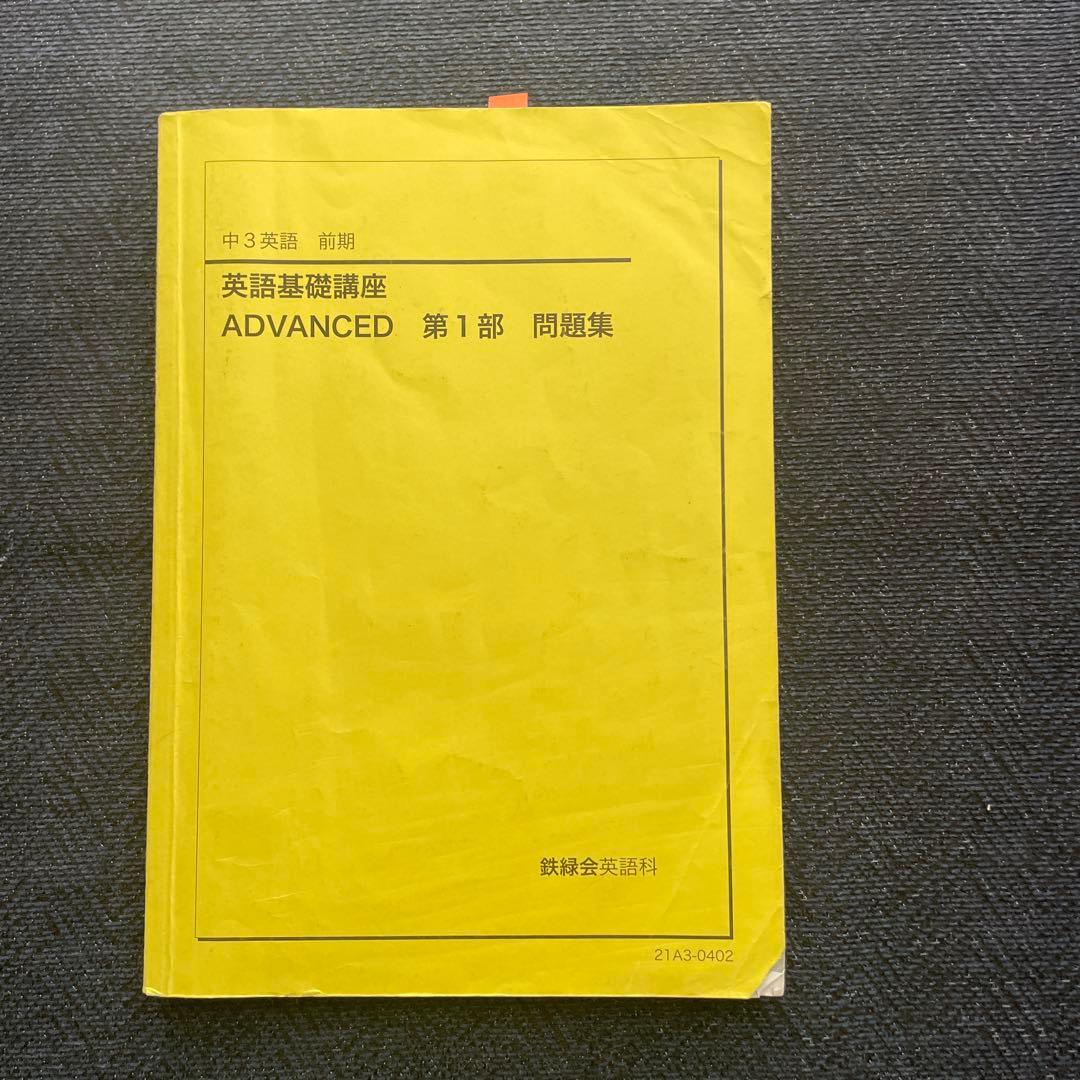 中3英語　前期
英語基礎講座
ADVANCED　第1部　問題集
鉄緑会英語科
21A3-0402